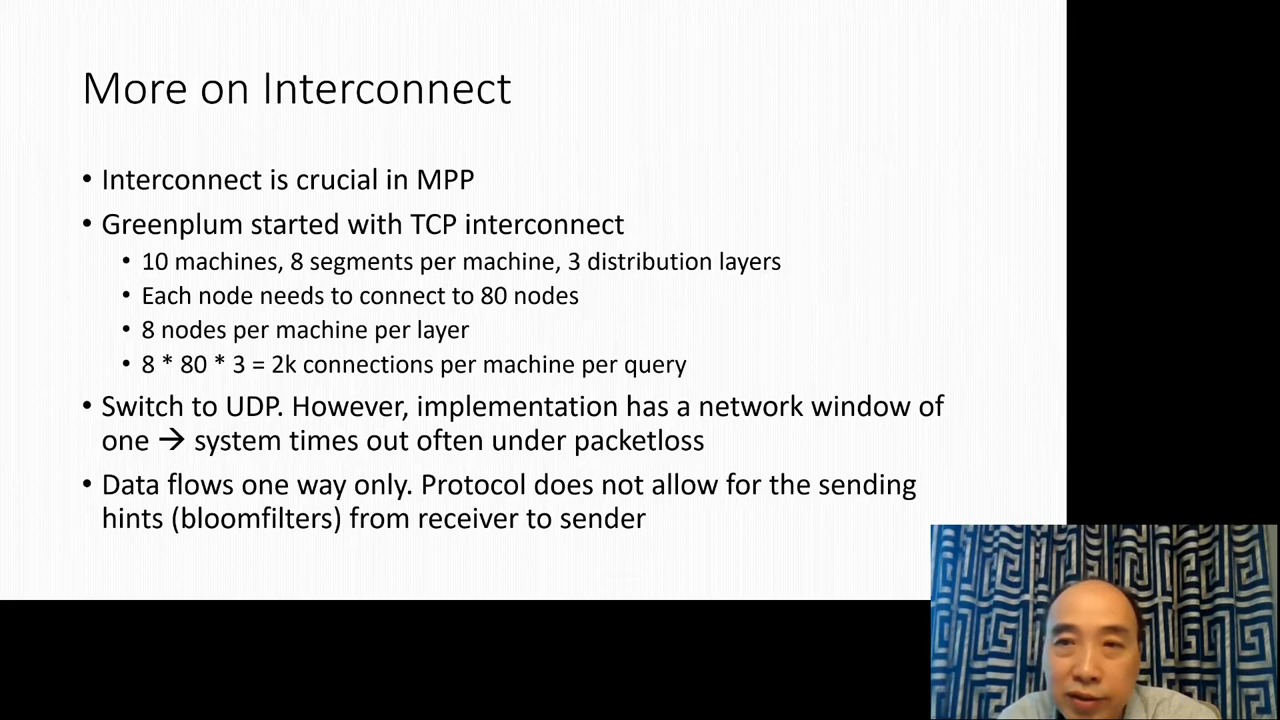 More on Interconnect
• Interconnect is crucial in MPP
• Greenplum started with TCP interconnect
• 10 machines, 8 segments per machine, 3 distribution layers
• Each node needs to connect to 80 nodes
• 8 nodes per machine per layer
• 8 * 80 * 3 = 2k connections per machine per query
• Switch to UDP. However, implementation has a network window of
one → system times out often under packetloss
• Data flows one way only. Protocol does not allow for the sending
hints (bloomfilters) from receiver to sender